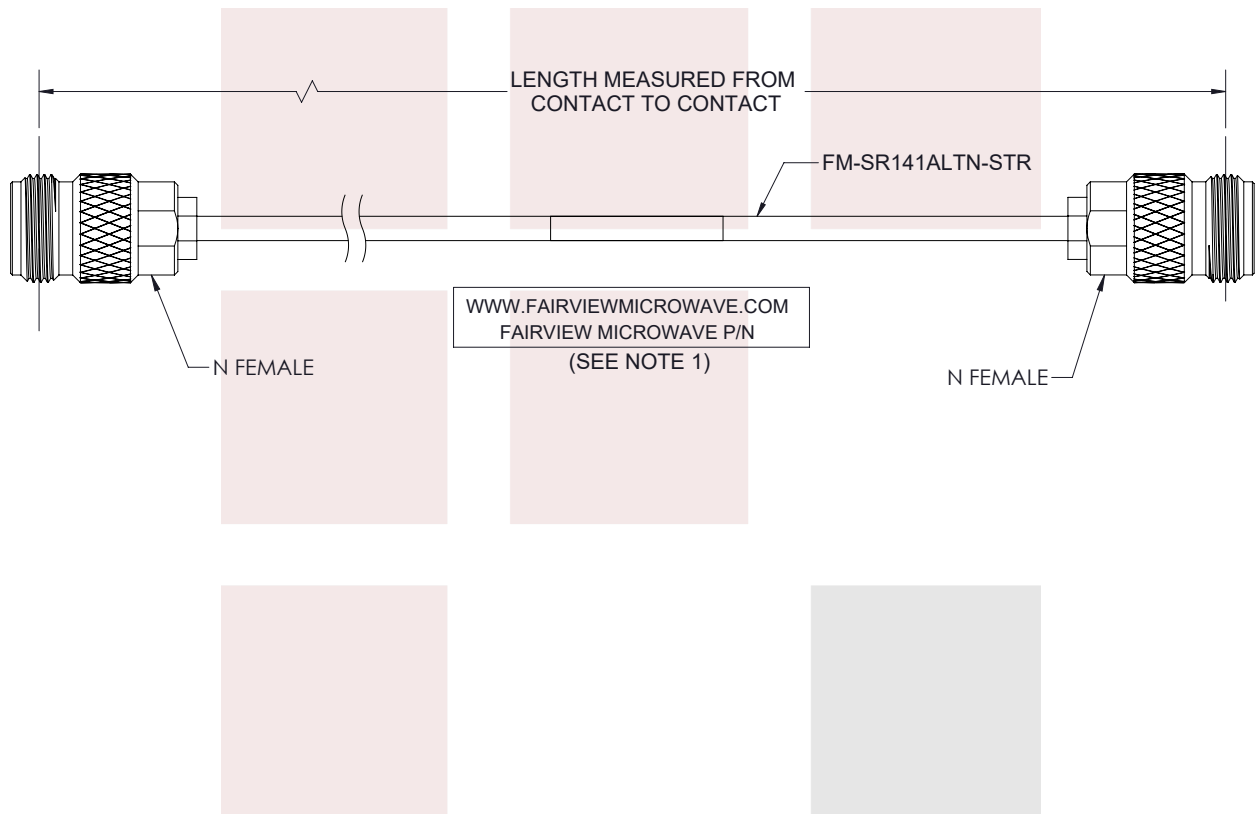 LENGTH MEASURED FROM
CONTACT TO CONTACT
FM-SR141ALTN-STR
WWW.FAIRVIEWMICROWAVE.COM
FAIRVIEW MICROWAVE P/N
(SEE NOTE 1)
N FEMALE
N FEMALE